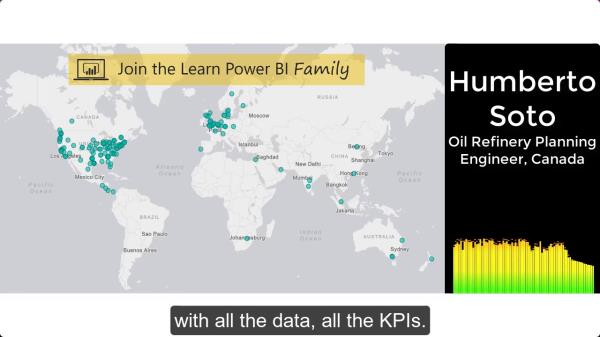 Join the Learn Power BI Family
Humberto
Soto
Oil Refinery Planning
Engineer, Canada
RUSSIA
CANADA
Moscow
Istanbul
Baghdad
New Delhi
CHINA
Beijing
Tokyo
Shanghai
Hong Kong
Los Angeles
Atlantic
Ocean
Pacific
Ocean
Mexico City
Mumbai
Bangkok
Pacific
Ocean
Jakarta
BRAZIL
Sao Paulo
Buenos Aires
Johannesburg
Indian
Ocean
AUSTRALIA
Sydney
with all the data, all the KPIs.